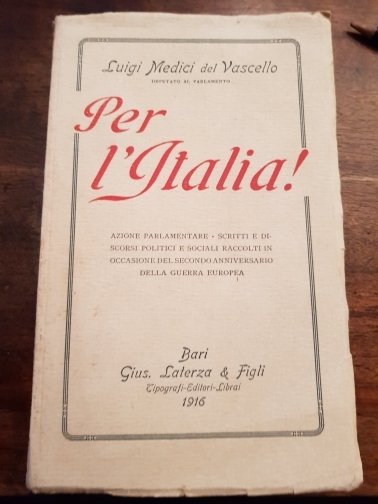 Luigi Medici del Vascello
DEPUTATO AL PARLAMENTO
Per
l'Italia!
AZIONE PARLAMENTARE • SCRITTI E DI-
SCORSI POLITICI E SOCIALI RACCOLTI IN
OCCASIONE DEL SECONDO ANNIVERSARIO
DELLA GUERRA EUROPEA
Bari
Gius. Laterza & Figli
Tipografi-Editori-Librai
1916